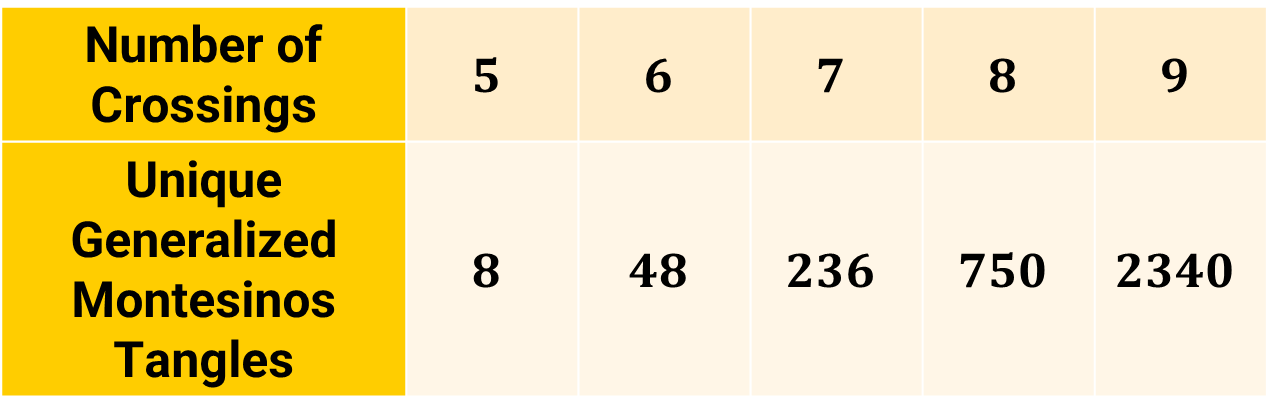 Number of
Crossings
5 6 7 8 9
Unique
Generalized
Montesinos
Tangles
8 48 236 750 2340